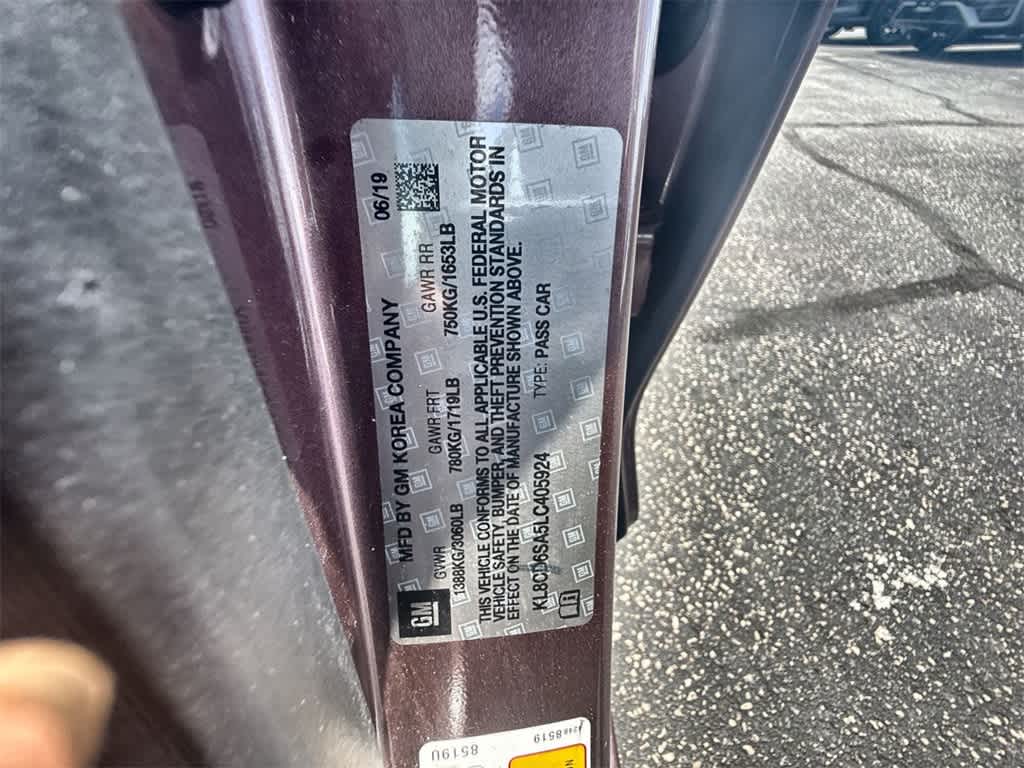 MFD BY GM KOREA COMPANY 06/19
GVWR GAWR FRT GAWR RR
1388KG/3060LB 780KG/1719LB 750KG/1653LB
THIS VEHICLE CONFORMS TO ALL APPLICABLE U.S. FEDERAL MOTOR
VEHICLE SAFETY, BUMPER, AND THEFT PREVENTION STANDARDS IN
EFFECT ON THE DATE OF MANUFACTURE SHOWN ABOVE.
KL8CD6SA5LC405924 TYPE: PASS CAR
GM
8519U
8519